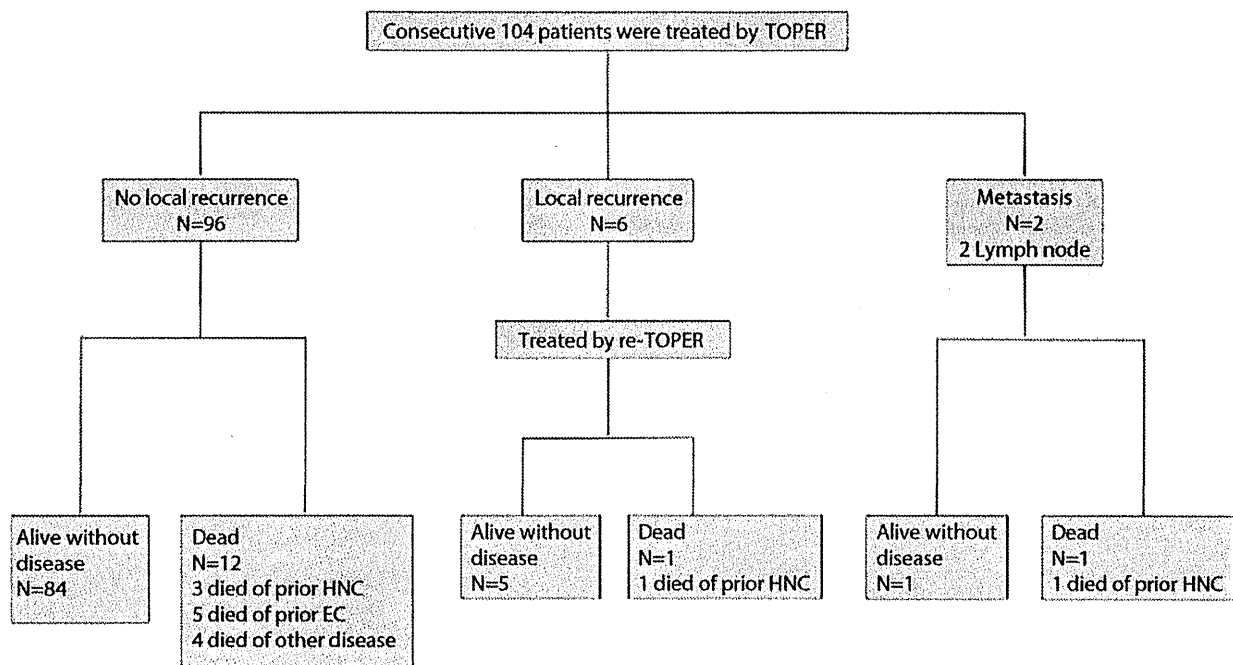 Consecutive 104 patients were treated by TOPER
No local recurrence
N=96
Local recurrence
N=6
Metastasis
N=2
2 Lymph node
Treated by re-TOPER
Alive without
disease
N=84
Dead
N=12
3 died of prior HNC
5 died of prior EC
4 died of other disease
Alive without
disease
N=5
Dead
N=1
1 died of prior HNC
Alive without
disease
N=1
Dead
N=1
1 died of prior HNC